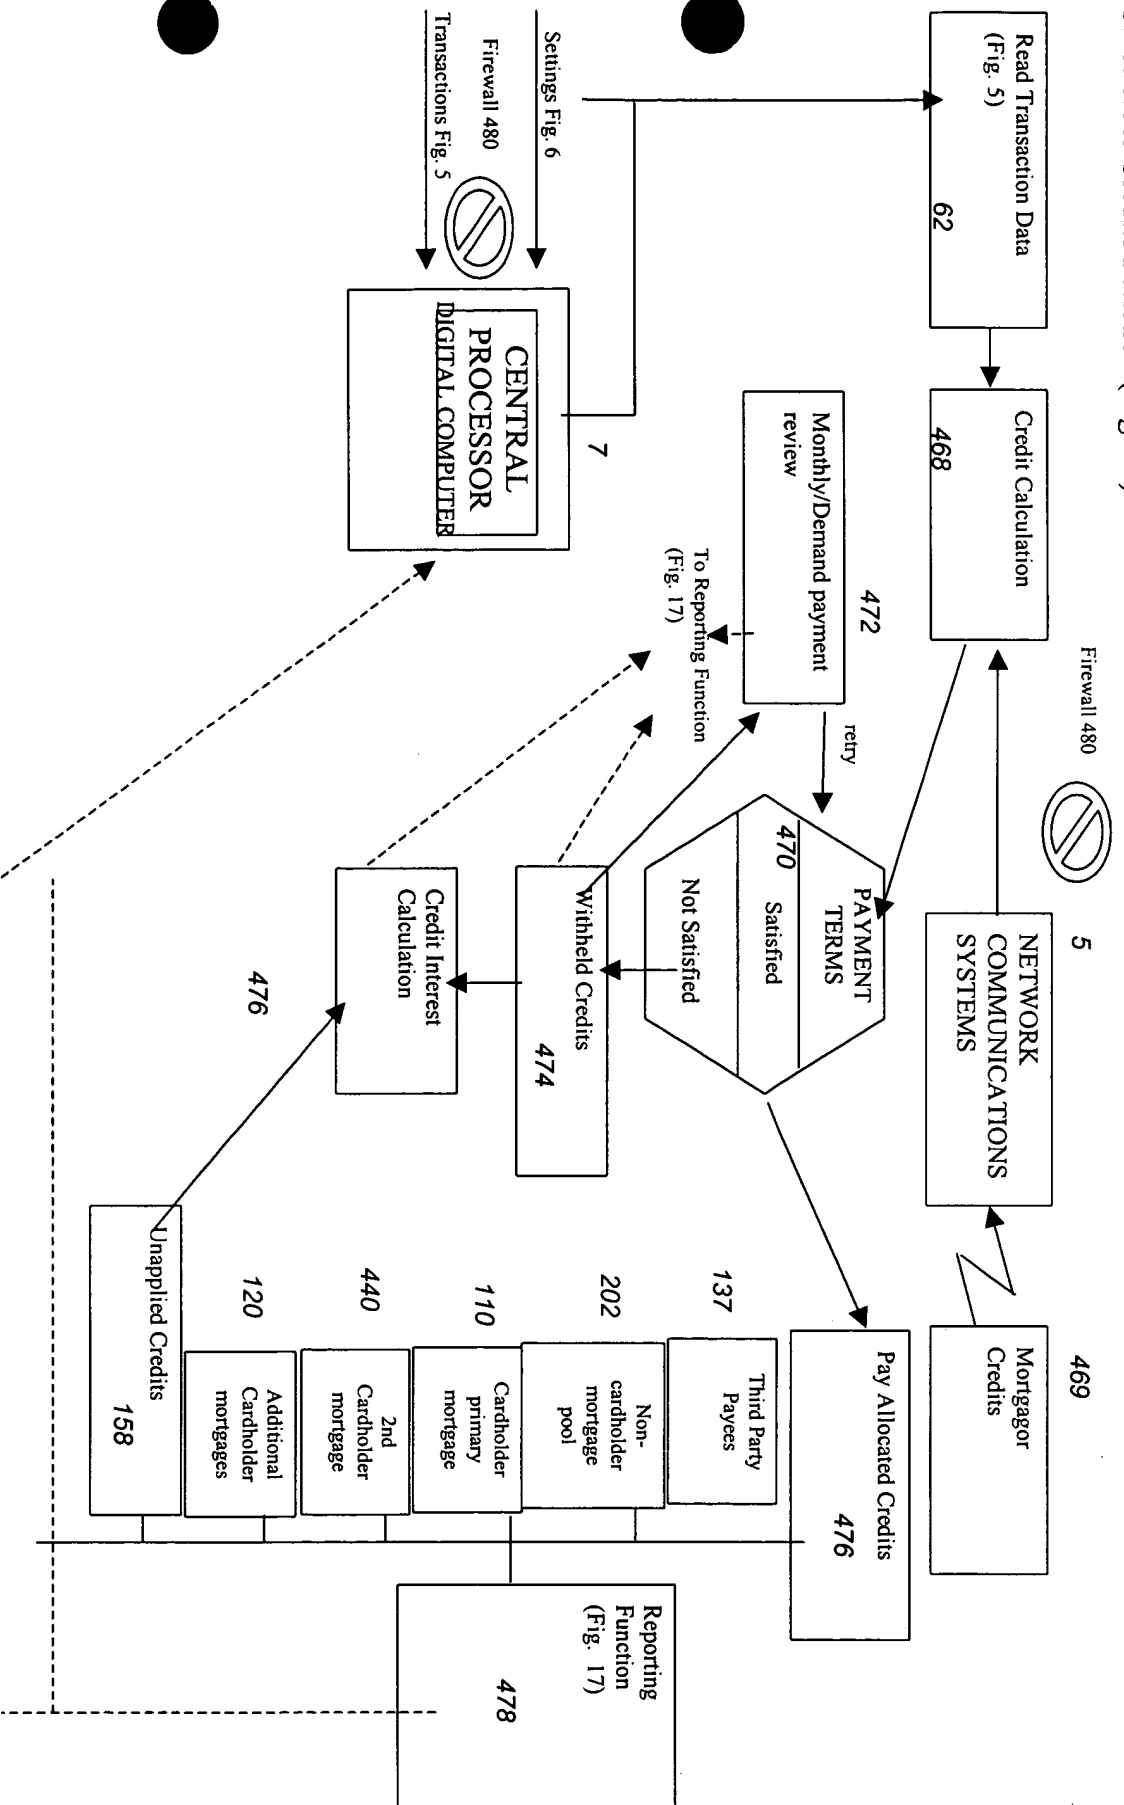 Read Transaction Data
(Fig. 5)
62
Credit Calculation
468
Firewall 480
5
NETWORK
COMMUNICATIONS
SYSTEMS
469
Mortgagor
Credits
Settings Fig. 6
Firewall 480
Transactions Fig. 5
7
CENTRAL
PROCESSOR
DIGITAL COMPUTER
472
Monthly/Demand payment
review
retry
To Reporting Function
(Fig. 17)
PAYMENT
TERMS
470
Satisfied
Not Satisfied
Withheld Credits
474
Credit Interest
Calculation
476
Pay Allocated Credits
476
137
Third Party
Payees
202
Non-
cardholder
mortgage
pool
110
Cardholder
primary
mortgage
440
2nd
Cardholder
mortgage
120
Additional
Cardholder
mortgages
Unapplied Credits
158
Reporting
Function
(Fig. 17)
478